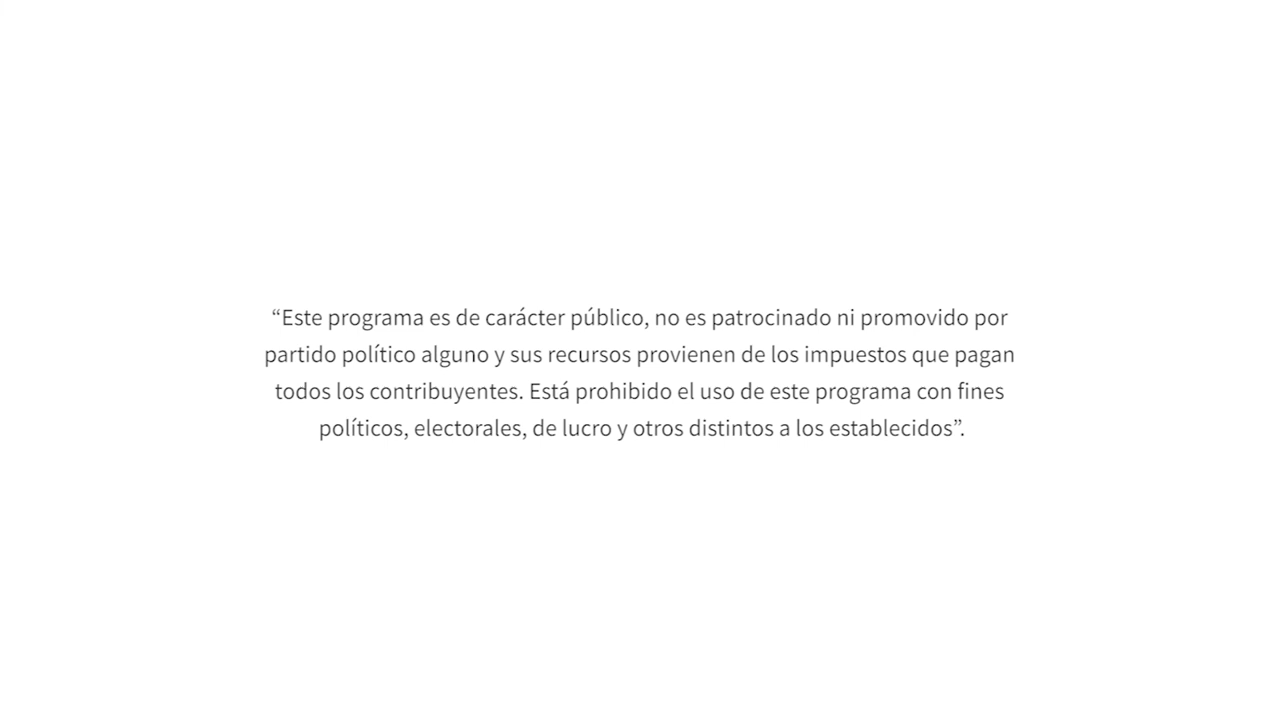 “Este programa es de carácter público, no es patrocinado ni promovido por
partido político alguno y sus recursos provienen de los impuestos que pagan
todos los contribuyentes. Está prohibido el uso de este programa con fines
políticos, electorales, de lucro y otros distintos a los establecidos”.